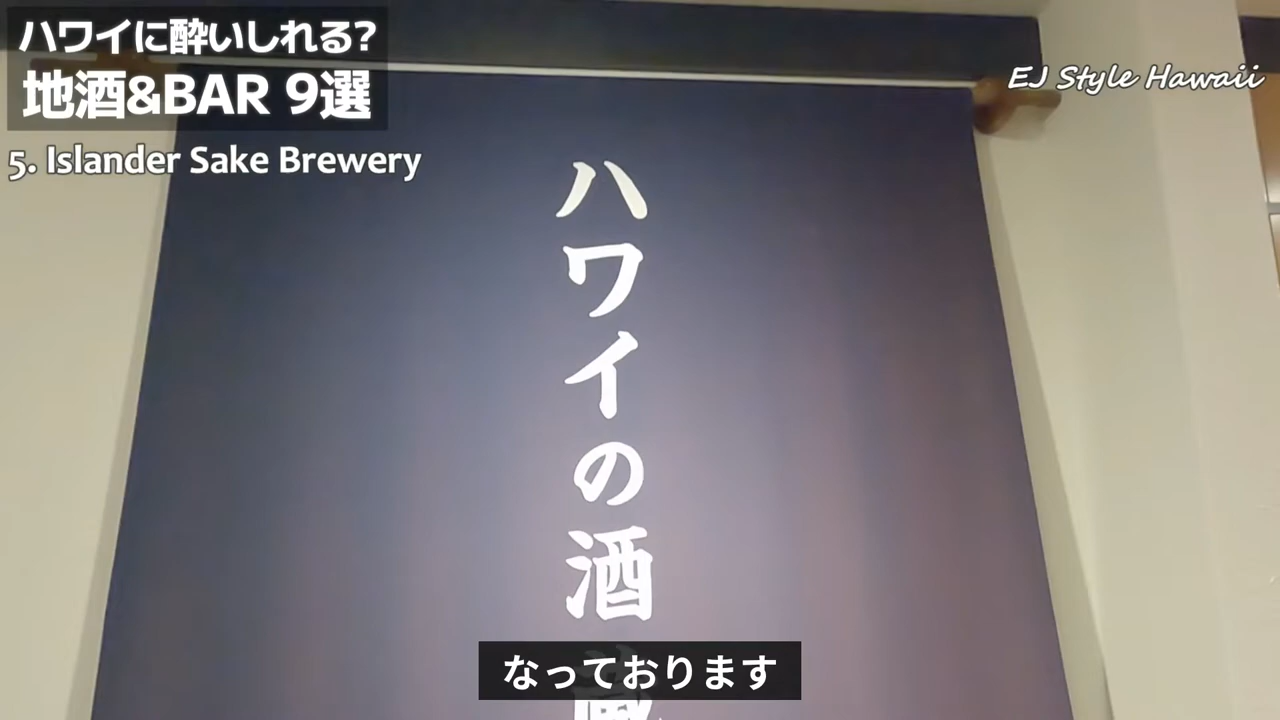 ハワイに酔いしれる?
地酒&BAR 9選
5. Islander Sake Brewery
EJ Style Hawaii
ハワイの酒
なっております